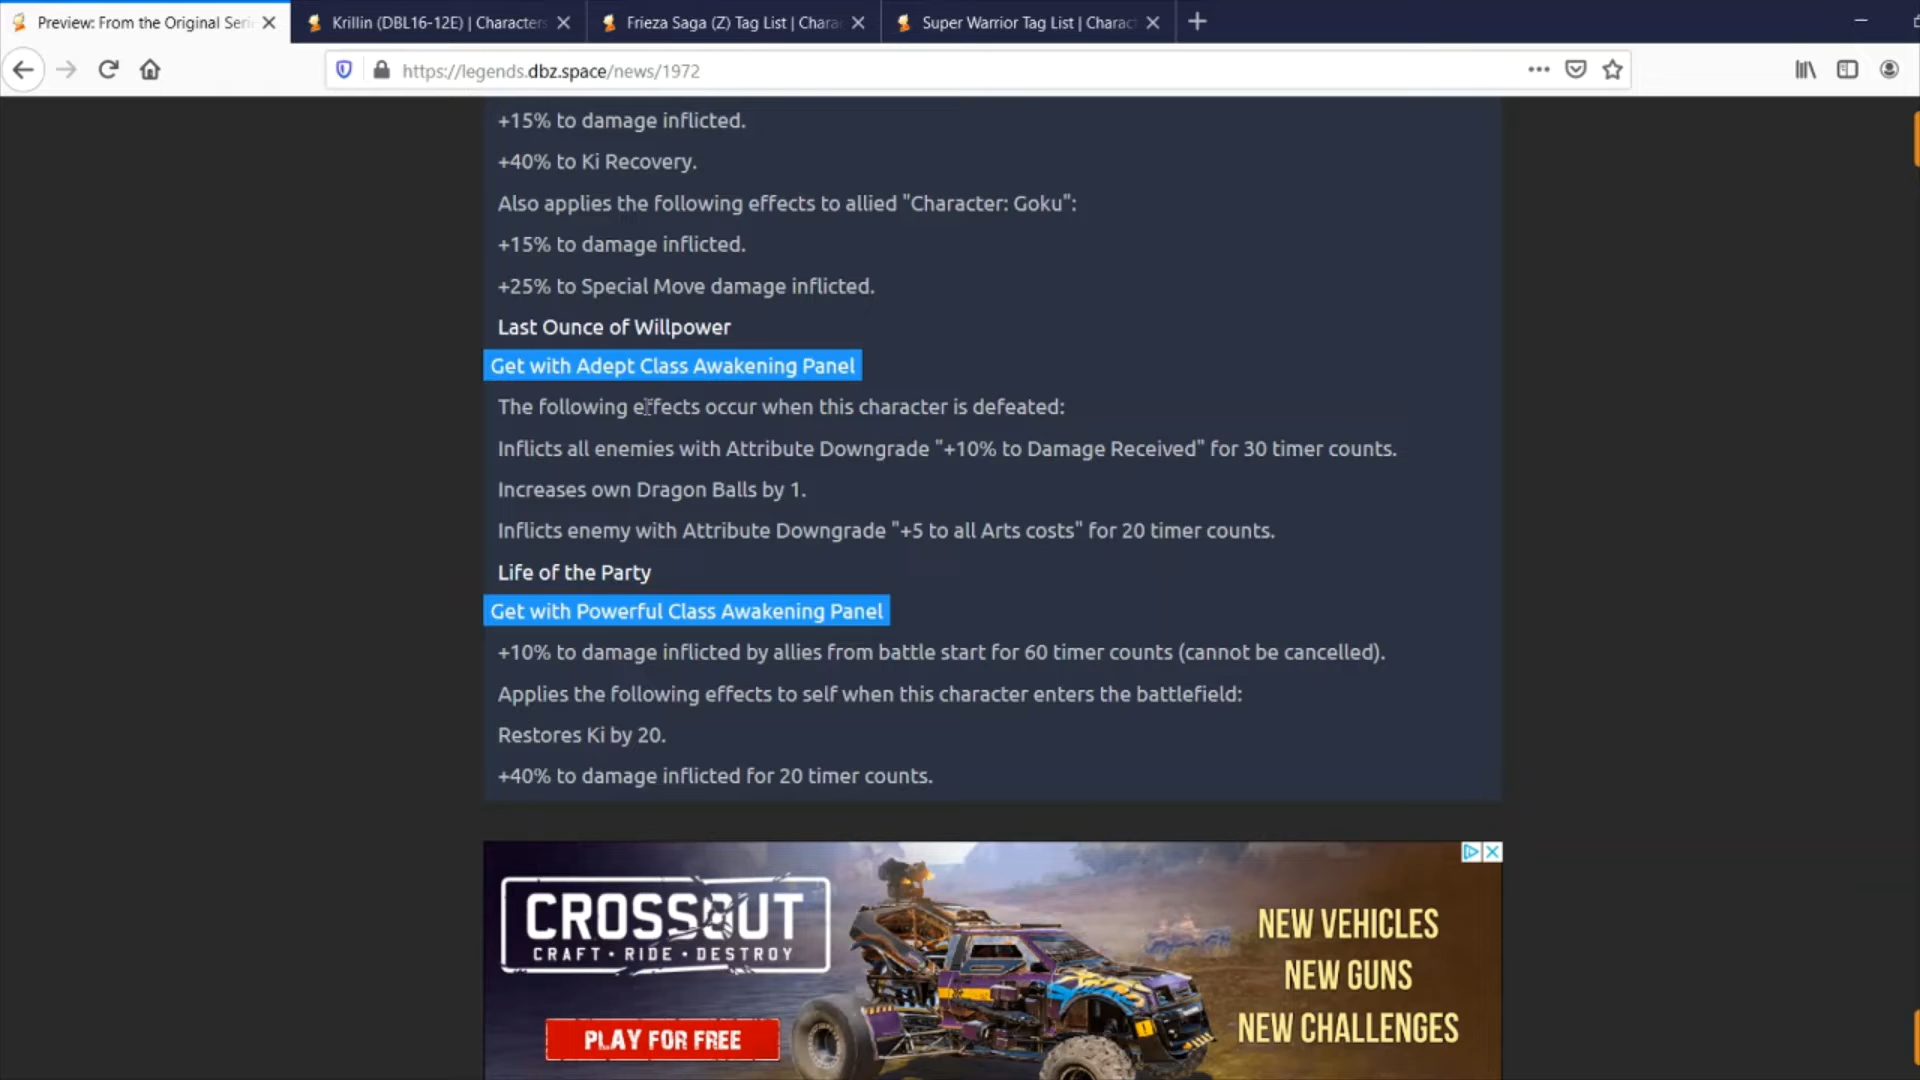 Preview: From the Original Seri
Krillin (DBL16-12E) | Characters
Frieza Saga (Z) Tag List | Chara
Super Warrior Tag List | Charac
https://legends.dbz.space/news/1972
+15% to damage inflicted.
+40% to Ki Recovery.
Also applies the following effects to allied "Character: Goku":
+15% to damage inflicted.
+25% to Special Move damage inflicted.
Last Ounce of Willpower
Get with Adept Class Awakening Panel
The following effects occur when this character is defeated:
Inflicts all enemies with Attribute Downgrade "+10% to Damage Received" for 30 timer counts.
Increases own Dragon Balls by 1.
Inflicts enemy with Attribute Downgrade "+5 to all Arts costs" for 20 timer counts.
Life of the Party
Get with Powerful Class Awakening Panel
+10% to damage inflicted by allies from battle start for 60 timer counts (cannot be cancelled).
Applies the following effects to self when this character enters the battlefield:
Restores Ki by 20.
+40% to damage inflicted for 20 timer counts.
CROSSOUT
CRAFT • RIDE • DESTROY
PLAY FOR FREE
NEW VEHICLES
NEW GUNS
NEW CHALLENGES